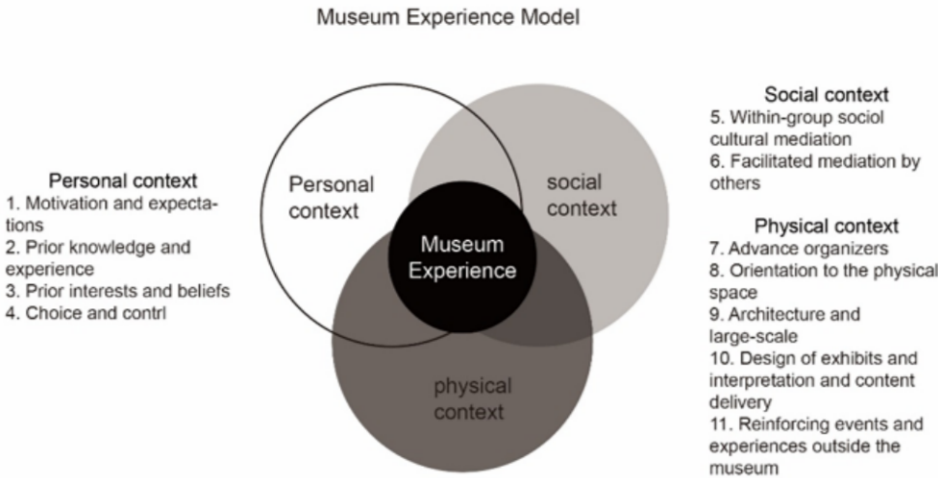 Museum Experience Model
Personal context
1. Motivation and expecta-
tions
2. Prior knowledge and
experience
3. Prior interests and beliefs
4. Choice and contrl
Personal
context
social
context
Museum
Experience
physical
context
Social context
5. Within-group sociol
cultural mediation
6. Facilitated mediation by
others
Physical context
7. Advance organizers
8. Orientation to the physical
space
9. Architecture and
large-scale
10. Design of exhibits and
interpretation and content
delivery
11. Reinforcing events and
experiences outside the
museum